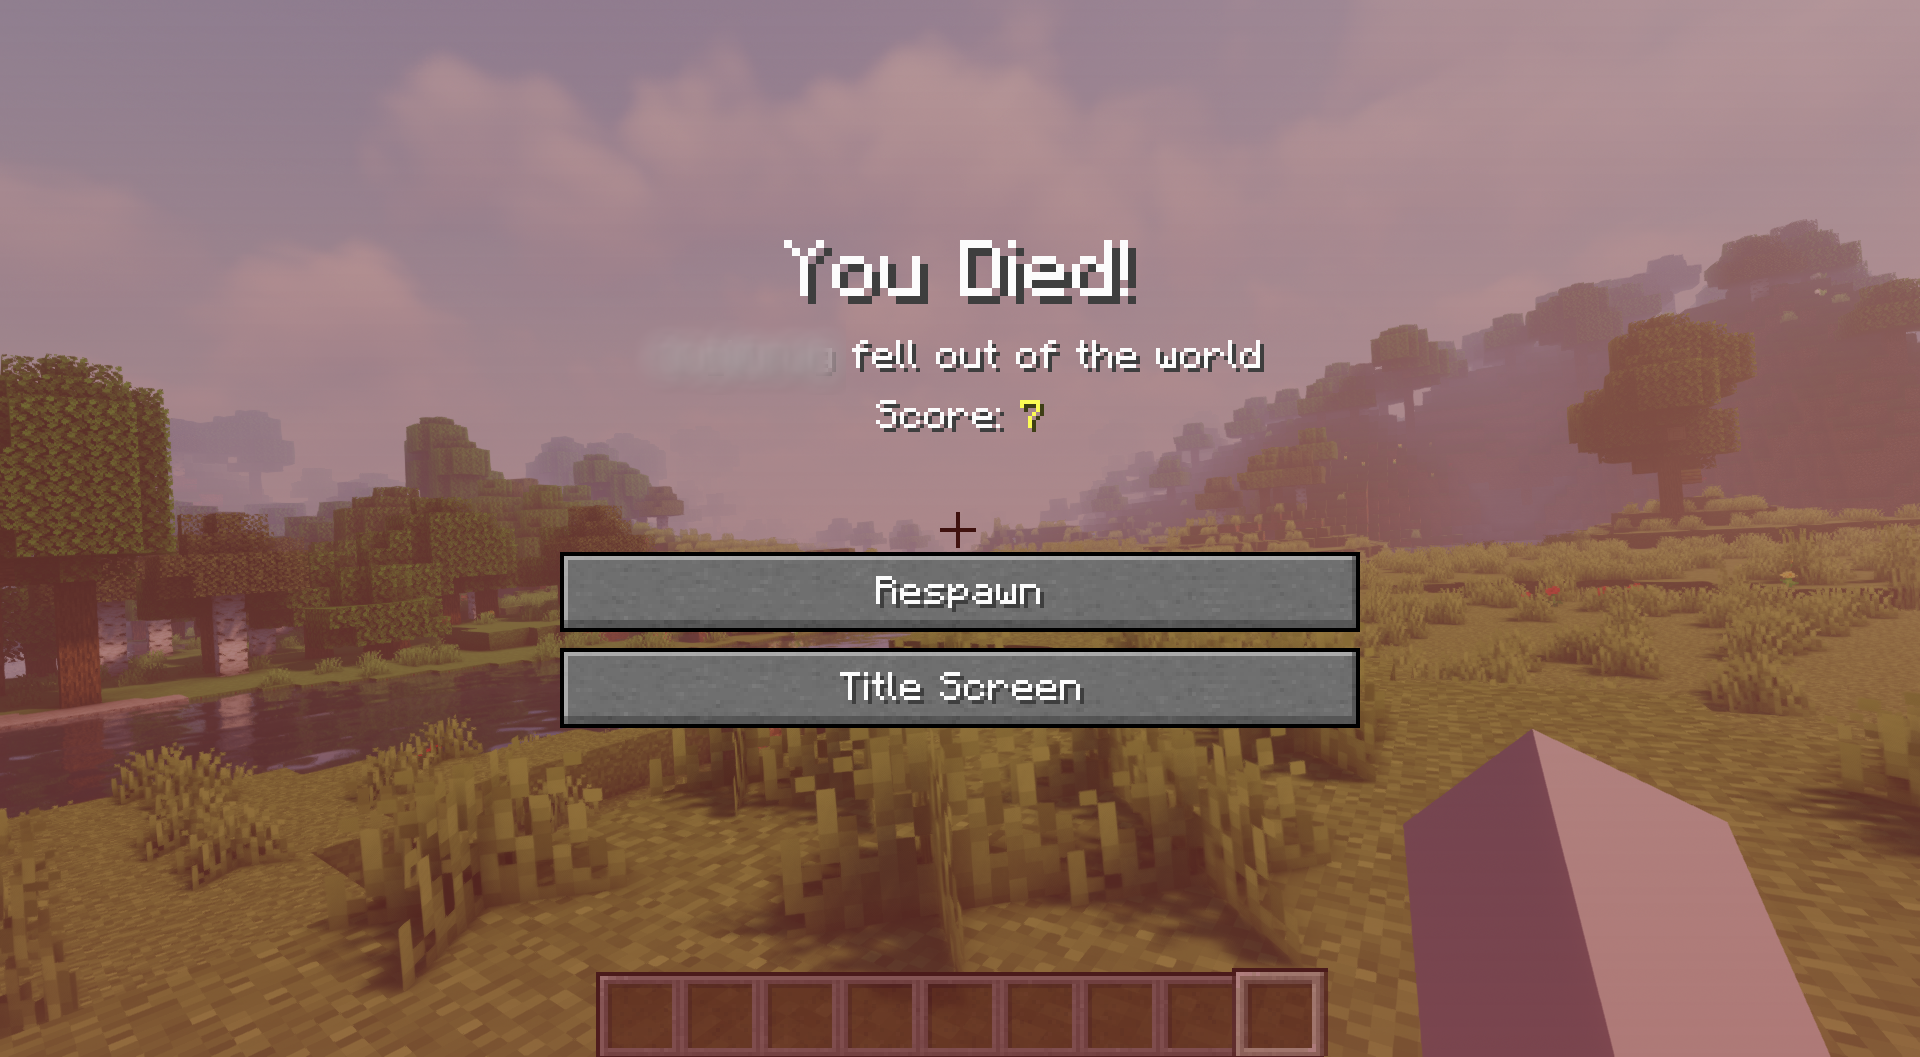 You Died!
fell out of the world
Score: 7
Respawn
Title Screen